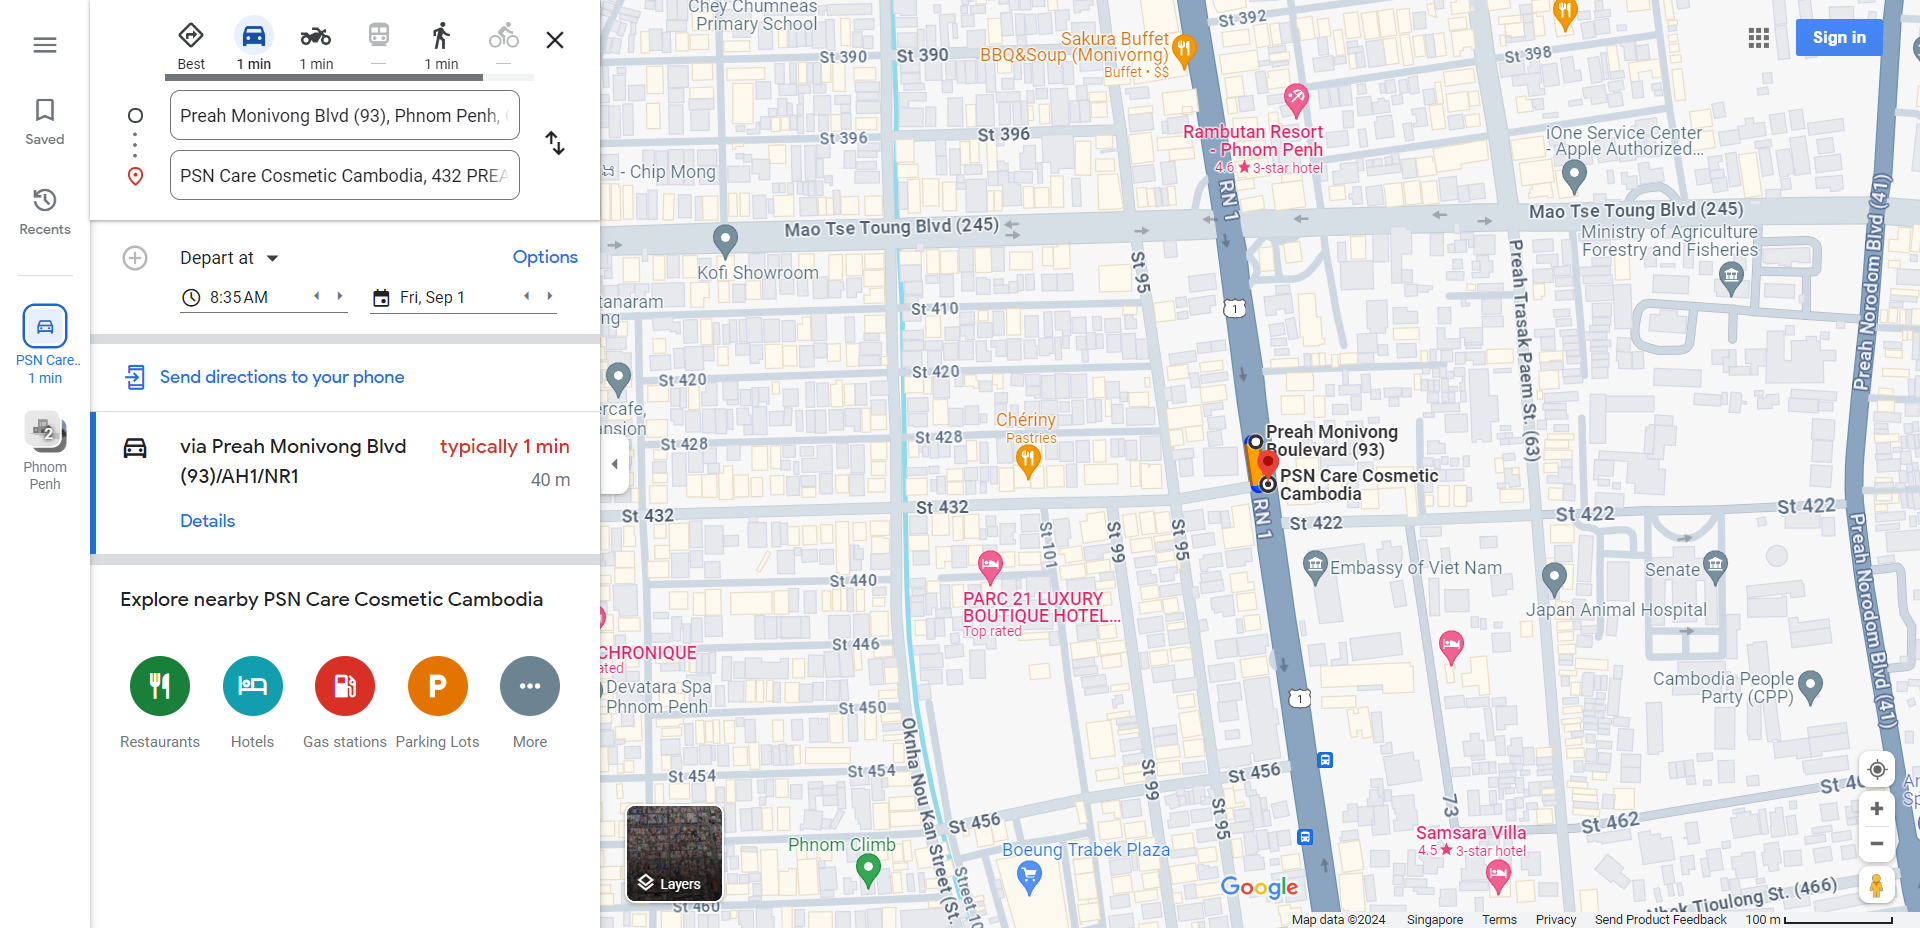 Best
1 min
1 min
1 min
Preah Monivong Blvd (93), Phnom Penh,
PSN Care Cosmetic Cambodia, 432 PREA
Saved
Recents
PSN Care..
1 min
2
Phnom
Penh
Depart at
Options
8:35 AM
Fri, Sep 1
Send directions to your phone
via Preah Monivong Blvd
(93)/AH1/NR1
typically 1 min
40 m
Details
Explore nearby PSN Care Cosmetic Cambodia
P
Restaurants
Hotels
Gas stations
Parking Lots
More
Chey Chumneas
Primary School
St 390
St 390
Sakura Buffet
BBQ&Soup (Monivorng)
Buffet • $$
St 392
St 398
Sign in
St 396
St 396
Rambutan Resort
- Phnom Penh
4.6 ★ 3-star hotel
iOne Service Center
- Apple Authorized...
- Chip Mong
RN 1
Mao Tse Toung Blvd (245)
Mao Tse Toung Blvd (245)
Ministry of Agriculture
Forestry and Fisheries
Preah Norodom Blvd (41)
Kofi Showroom
St 95
Preah Trasak Paem St. (63)
tanaram
ng
St 410
1
St 420
St 420
ercafe,
ansion
Chériny
Pastries
St 428
St 428
Preah Monivong
Boulevard (93)
PSN Care Cosmetic
Cambodia
St 432
St 432
RN 1
St 422
St 422
St 422
St 101
St 99
St 95
Preah Norodom Blvd (41)
Embassy of Viet Nam
Senate
Japan Animal Hospital
St 440
PARC 21 LUXURY
BOUTIQUE HOTEL...
Top rated
St 446
CHRONIQUE
ated
Devatara Spa
Phnom Penh
St 450
Cambodia People
Party (CPP)
1
Oknha Nou Kan Street (St.
St 454
St 454
St 99
St 95
St 456
St 456
73
St 462
Phnom Climb
Boeung Trabek Plaza
Samsara Villa
4.5 ★ 3-star hotel
Layers
St 460
Google
Tioulong St. (466)
Map data ©2024
Singapore
Terms
Privacy
Send Product Feedback
100 m